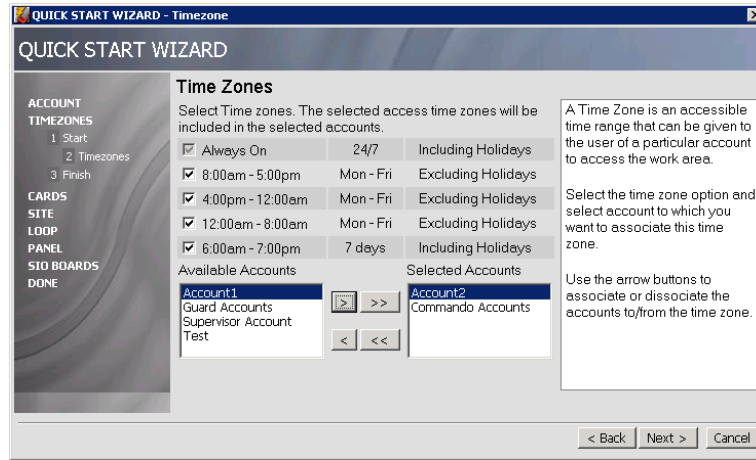 QUICK START WIZARD - Timezone
QUICK START WIZARD
ACCOUNT
TIMEZONES
1 Start
2 Timezones
3 Finish
CARDS
SITE
LOOP
PANEL
SIO BOARDS
DONE
Time Zones
Select Time zones. The selected access time zones will be
included in the selected accounts.
Always On 24/7 Including Holidays
8:00am - 5:00pm Mon - Fri Excluding Holidays
4:00pm - 12:00am Mon - Fri Excluding Holidays
12:00am - 8:00am Mon - Fri Excluding Holidays
6:00am - 7:00pm 7 days Including Holidays
Available Accounts Selected Accounts
Account1
Guard Accounts
Supervisor Account
Test
> >>
< <<
Account2
Commando Accounts
A Time Zone is an accessible
time range that can be given to
the user of a particular account
to access the work area.
Select the time zone option and
select account to which you
want to associate this time
zone.
Use the arrow buttons to
associate or dissociate the
accounts to/from the time zone.
< Back Next > Cancel